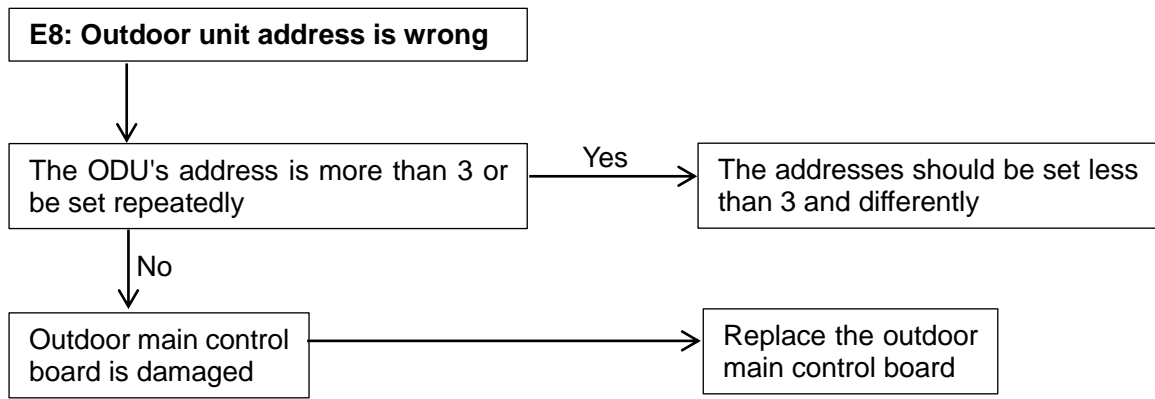 E8: Outdoor unit address is wrong
The ODU's address is more than 3 or
be set repeatedly
Yes
The addresses should be set less
than 3 and differently
No
Outdoor main control
board is damaged
Replace the outdoor
main control board